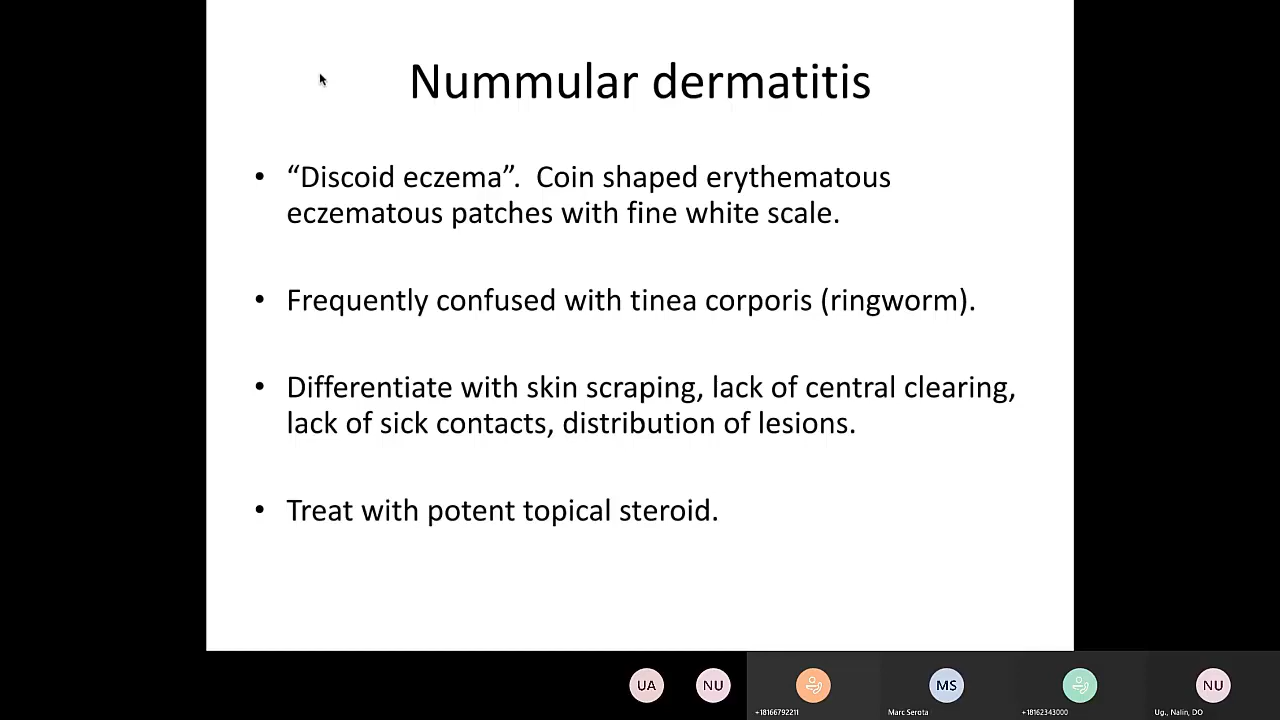 Nummular dermatitis
• “Discoid eczema”.  Coin shaped erythematous
eczematous patches with fine white scale.
• Frequently confused with tinea corporis (ringworm).
• Differentiate with skin scraping, lack of central clearing,
lack of sick contacts, distribution of lesions.
• Treat with potent topical steroid.
UA NU MS NU
+18166792211 Marc Serota +18162343000 Ug., Nalin, DO